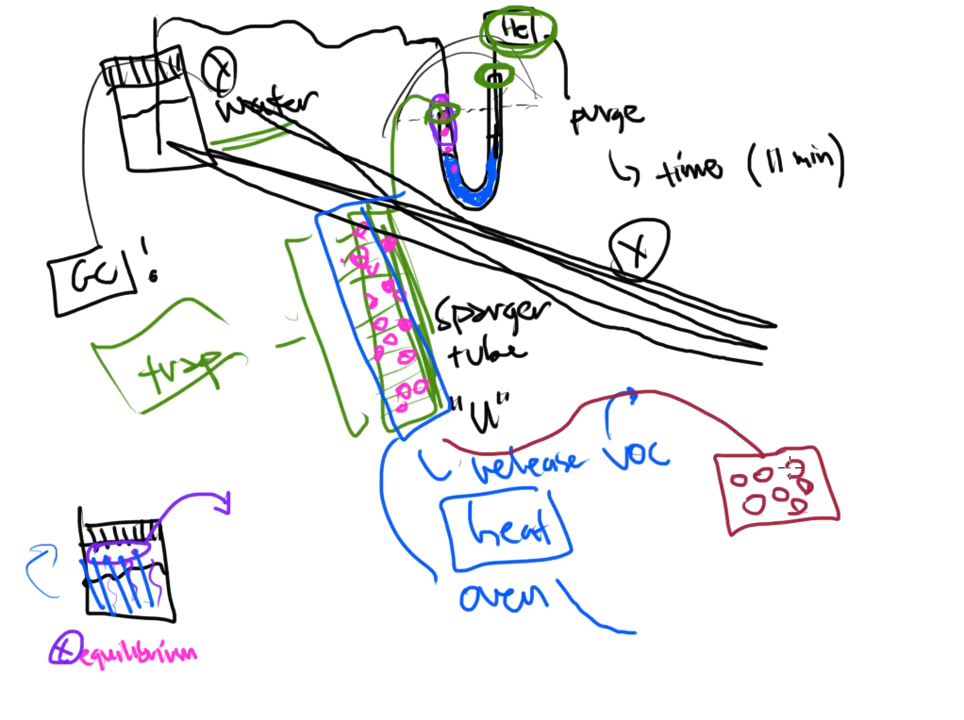 He
X
water
purge
↳ time (11 min)
X
GC!
sparger
tube
"U"
trap
↳ release VOC
heat
oven
X equilibrium